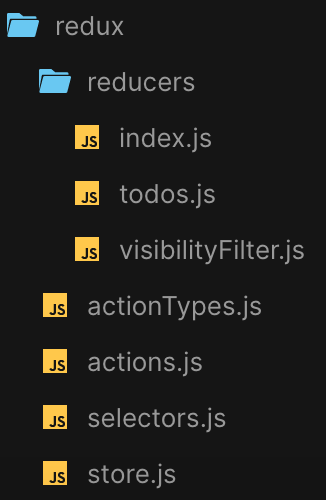 redux
reducers
JS index.js
JS todos.js
JS visibilityFilter.js
JS actionTypes.js
JS actions.js
JS selectors.js
JS store.js